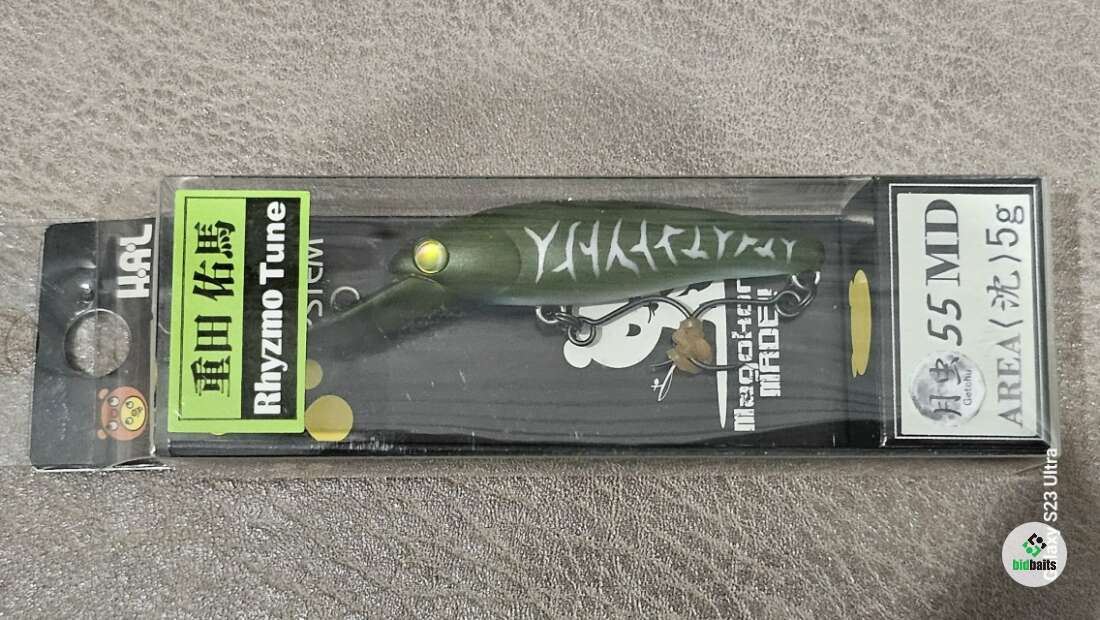 H.A.L
重田 佑馬
Rhyzmo Tune
Magokoro
MADE!!
月虫
Getchu
55 MD
AREA〈沈〉5g
Galaxy S23 Ultra
bidbaits